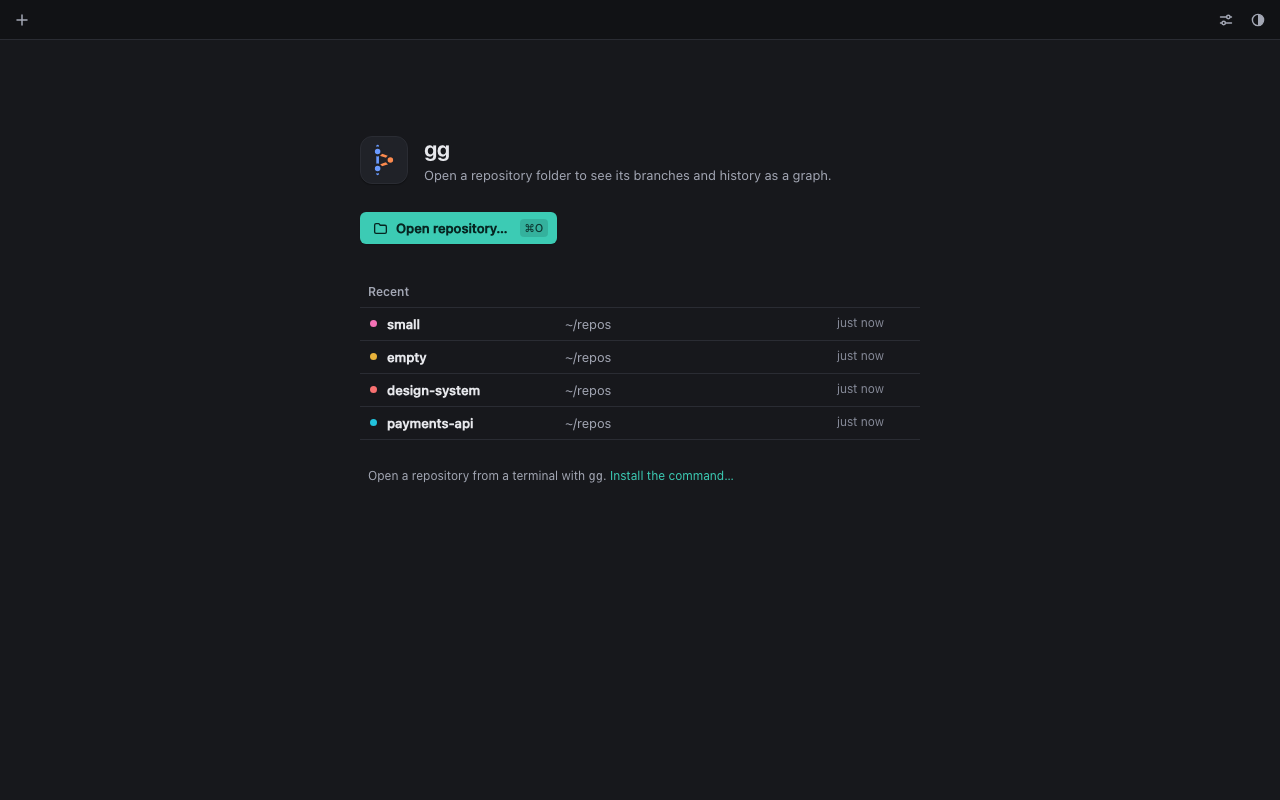 gg
Open a repository folder to see its branches and history as a graph.
Open repository... ⌘O
Recent
small ~/repos just now
empty ~/repos just now
design-system ~/repos just now
payments-api ~/repos just now
Open a repository from a terminal with gg. Install the command...